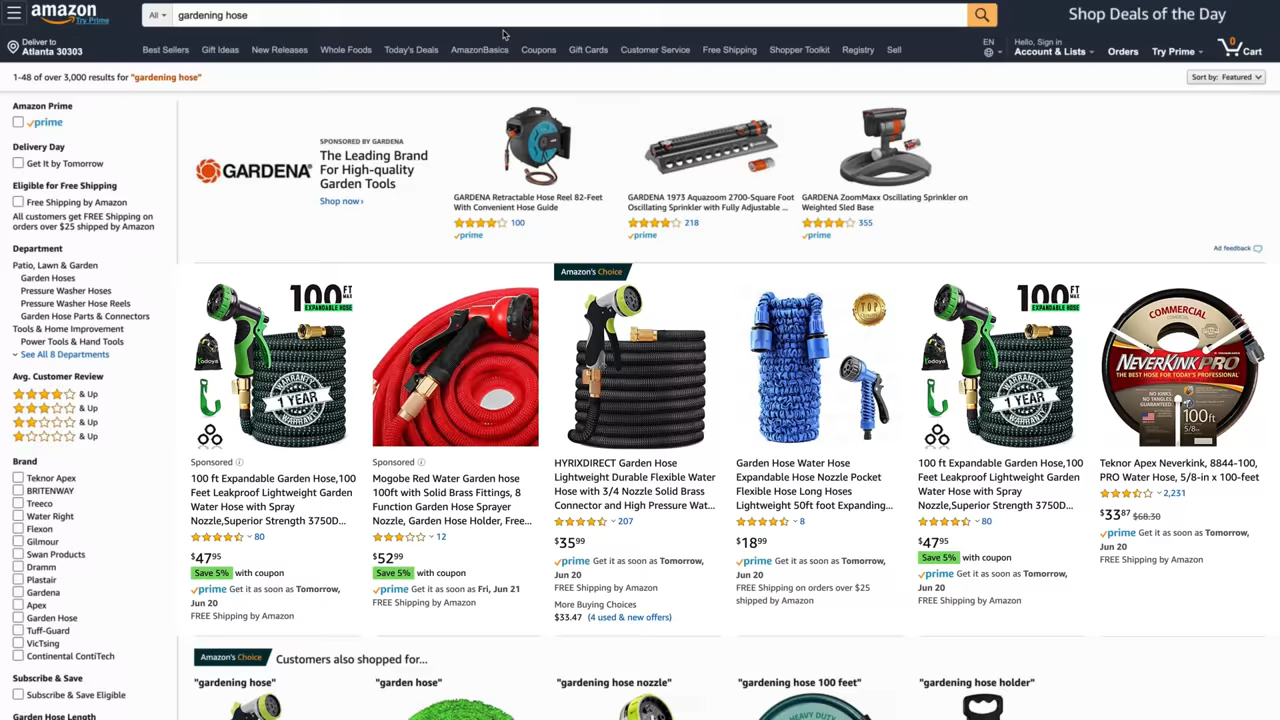 amazon
Try Prime
All
gardening hose
Shop Deals of the Day
Deliver to
Atlanta 30303
Best Sellers
Gift Ideas
New Releases
Whole Foods
Today's Deals
AmazonBasics
Coupons
Gift Cards
Customer Service
Free Shipping
Shopper Toolkit
Registry
Sell
EN
Hello, Sign in
Account & Lists
Orders
Try Prime
0
Cart
1-48 of over 3,000 results for "gardening hose"
Sort by: Featured
Amazon Prime
prime
Delivery Day
Get It by Tomorrow
Eligible for Free Shipping
Free Shipping by Amazon
All customers get FREE Shipping on
orders over $25 shipped by Amazon
Department
Patio, Lawn & Garden
Garden Hoses
Pressure Washer Hoses
Pressure Washer Hose Reels
Garden Hose Parts & Connectors
Tools & Home Improvement
Power Tools & Hand Tools
See All 8 Departments
Avg. Customer Review
& Up
& Up
& Up
& Up
Brand
Teknor Apex
BRITENWAY
Treeco
Water Right
Flexon
Gilmour
Swan Products
Dramm
Plastair
Gardena
Apex
Garden Hose
Tuff-Guard
VicTsing
Continental ContiTech
Subscribe & Save
Subscribe & Save Eligible
Garden Hose Length
GARDENA
SPONSORED BY GARDENA
The Leading Brand
For High-quality
Garden Tools
Shop now ›
GARDENA Retractable Hose Reel 82-Feet
With Convenient Hose Guide
100
prime
GARDENA 1973 Aquazoom 2700-Square Foot
Oscillating Sprinkler with Fully Adjustable ...
218
prime
GARDENA ZoomMaxx Oscillating Sprinkler on
Weighted Sled Base
355
prime
Ad feedback
100 FT MAX
EXPANDABLE HOSE
WARRANTY
1 YEAR
WARRANTY
Sponsored
100 ft Expandable Garden Hose,100
Feet Leakproof Lightweight Garden
Water Hose with Spray
Nozzle,Superior Strength 3750D...
80
$47 95
Save 5% with coupon
prime Get it as soon as Tomorrow,
Jun 20
FREE Shipping by Amazon
Sponsored
Mogobe Red Water Garden hose
100ft with Solid Brass Fittings, 8
Function Garden Hose Sprayer
Nozzle, Garden Hose Holder, Free...
12
$52 99
Save 5% with coupon
prime Get it as soon as Fri, Jun 21
FREE Shipping by Amazon
Amazon's Choice
HYRIXDIRECT Garden Hose
Lightweight Durable Flexible Water
Hose with 3/4 Nozzle Solid Brass
Connector and High Pressure Wat...
207
$35 99
prime Get it as soon as Tomorrow,
Jun 20
FREE Shipping by Amazon
More Buying Choices
$33.47 (4 used & new offers)
TOP
Garden Hose Water Hose
Expandable Hose Nozzle Pocket
Flexible Hose Long Hoses
Lightweight 50ft foot Expanding...
8
$18 99
prime Get it as soon as Tomorrow,
Jun 20
FREE Shipping on orders over $25
shipped by Amazon
100 FT MAX
EXPANDABLE HOSE
WARRANTY
1 YEAR
WARRANTY
100 ft Expandable Garden Hose,100
Feet Leakproof Lightweight Garden
Water Hose with Spray
Nozzle,Superior Strength 3750D...
80
$47 95
Save 5% with coupon
prime Get it as soon as Tomorrow,
Jun 20
FREE Shipping by Amazon
COMMERCIAL
NEVERKINK PRO
THE BEST HOSE FOR TODAY'S PROFESSIONAL
100ft
5/8 in
Teknor Apex Neverkink, 8844-100,
PRO Water Hose, 5/8-in x 100-feet
2,231
$33 87 $68.30
prime Get it as soon as Tomorrow,
Jun 20
FREE Shipping by Amazon
Amazon's Choice
Customers also shopped for...
"gardening hose"
"garden hose"
"gardening hose nozzle"
"gardening hose 100 feet"
"gardening hose holder"
HEAVY DUTY